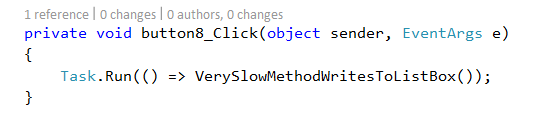 1 reference | 0 changes | 0 authors, 0 changes
private void button8_Click(object sender, EventArgs e)
{
    Task.Run(() => VerySlowMethodWritesToListBox());
}